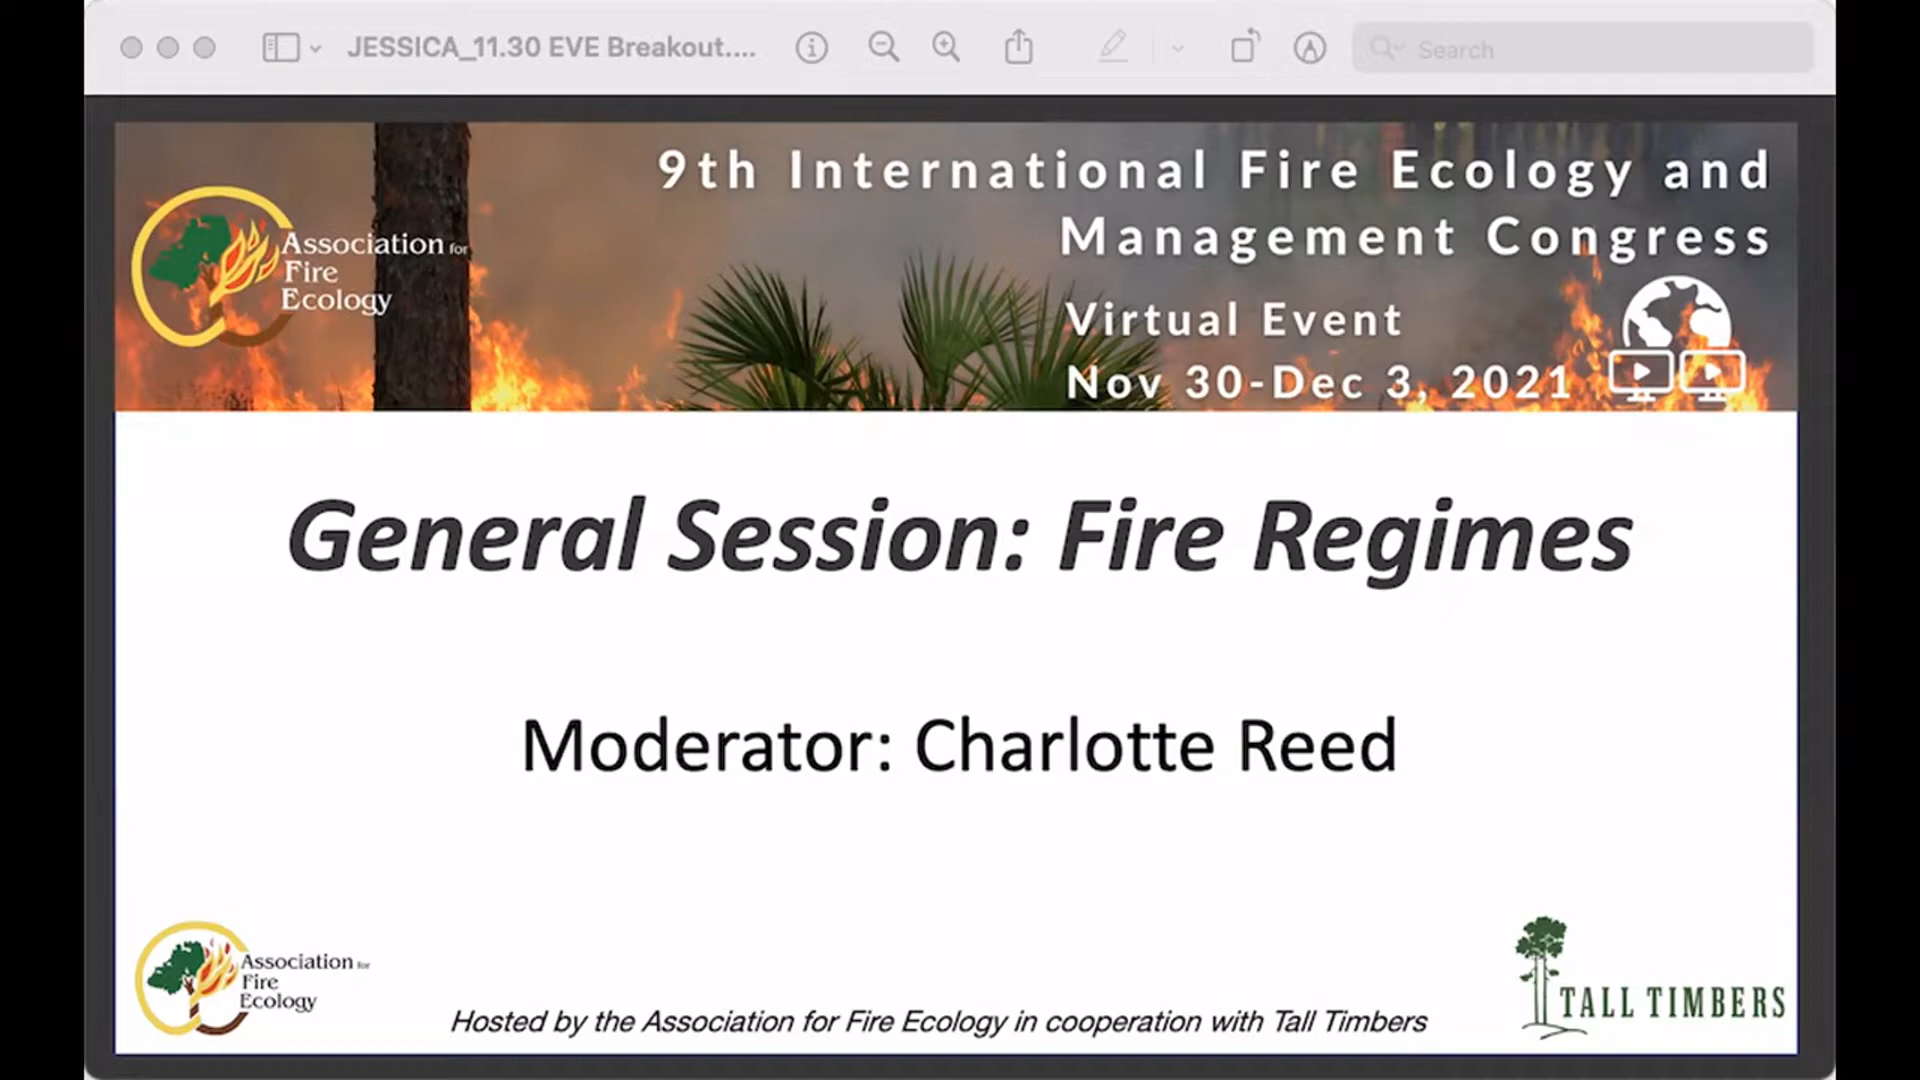 JESSICA_11.30 EVE Breakout....
Search
9th International Fire Ecology and
Management Congress
Association for
Fire
Ecology
Virtual Event
Nov 30-Dec 3, 2021
General Session: Fire Regimes
Moderator: Charlotte Reed
Association for
Fire
Ecology
Hosted by the Association for Fire Ecology in cooperation with Tall Timbers
TALL TIMBERS